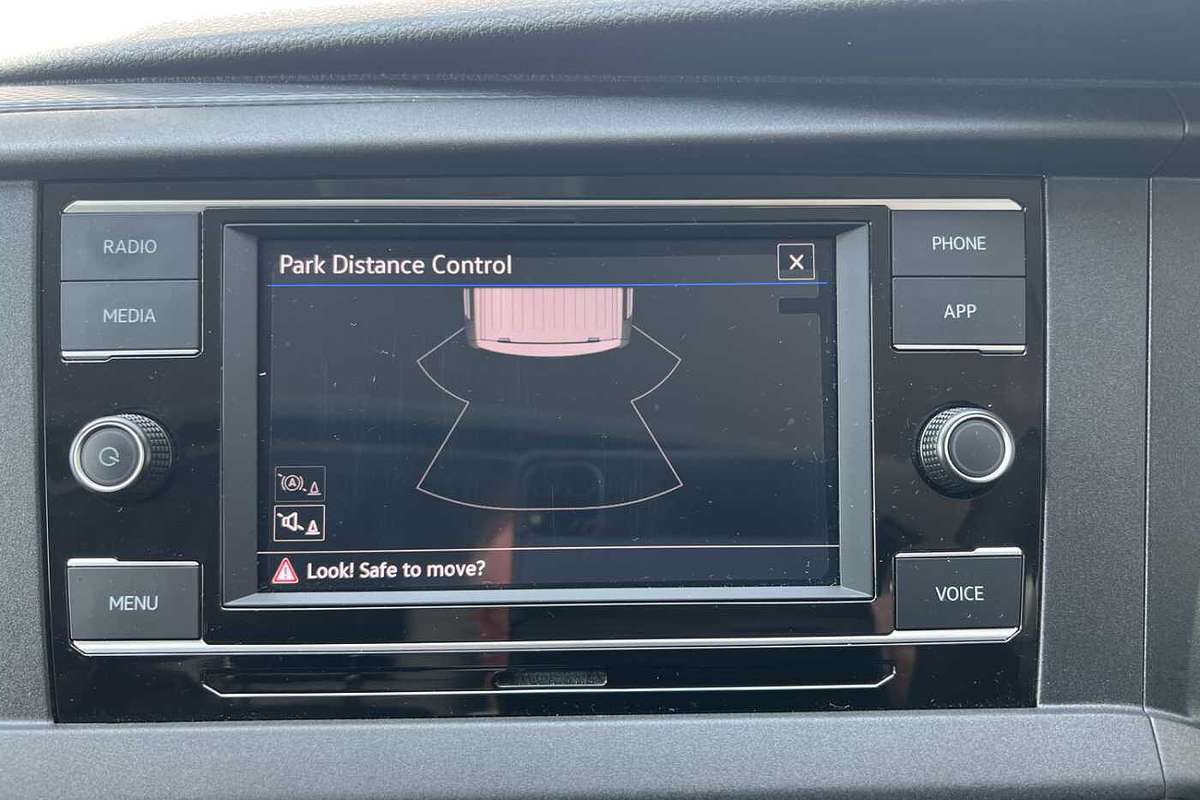 RADIO
MEDIA
Park Distance Control
X
PHONE
APP
A
MENU
Look! Safe to move?
VOICE